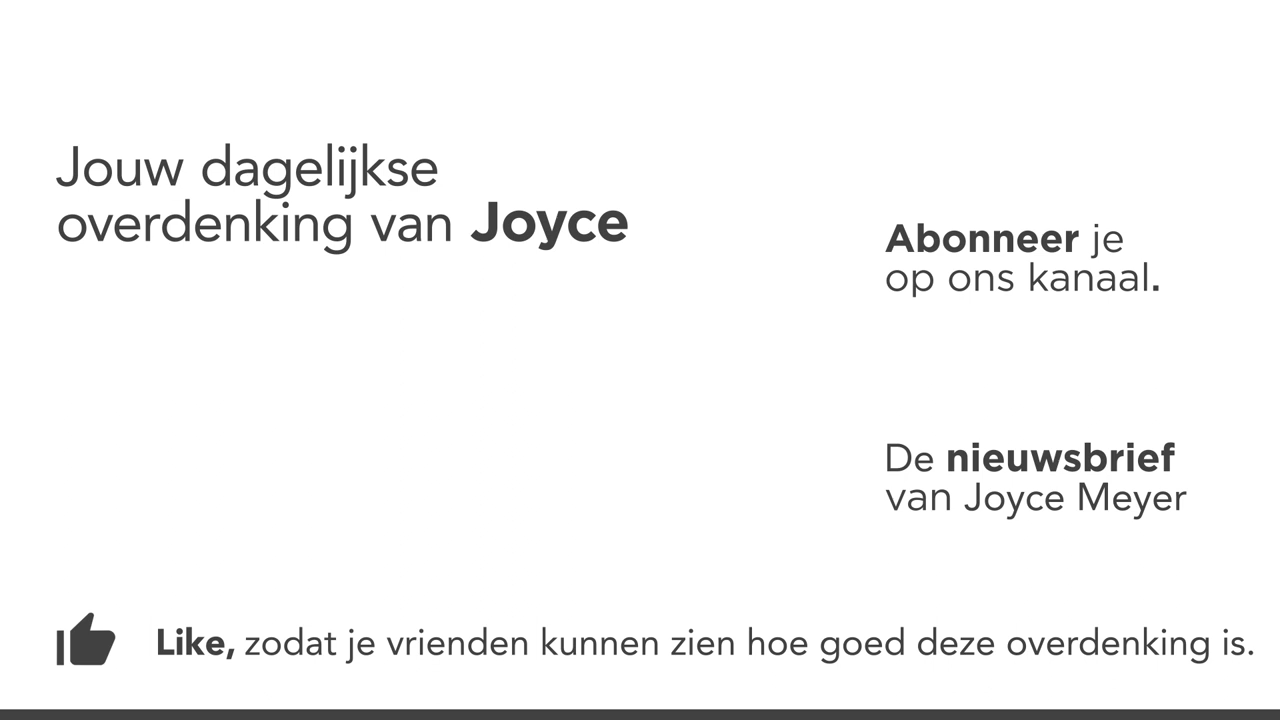 Jouw dagelijkse
overdenking van Joyce
Abonneer je
op ons kanaal.
De nieuwsbrief
van Joyce Meyer
Like, zodat je vrienden kunnen zien hoe goed deze overdenking is.